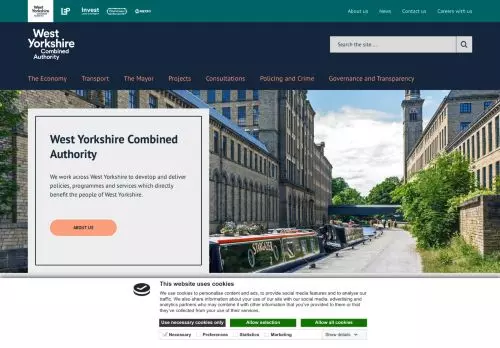 West
Yorkshire
Combined
Authority
Invest
METRO
About us
News
Contact us
Careers with us
West
Yorkshire
Combined
Authority
Search the site ...
The Economy
Transport
The Mayor
Projects
Consultations
Policing and Crime
Governance and Transparency
West Yorkshire Combined
Authority
We work across West Yorkshire to develop and deliver
policies, programmes and services which directly
benefit the people of West Yorkshire.
ABOUT US
This website uses cookies
We use cookies to personalise content and ads, to provide social media features and to analyse our
traffic. We also share information about your use of our site with our social media, advertising and
analytics partners who may combine it with other information that you've provided to them or that
they've collected from your use of their services.
Use necessary cookies only
Allow selection
Allow all cookies
Necessary
Preferences
Statistics
Marketing
Show details